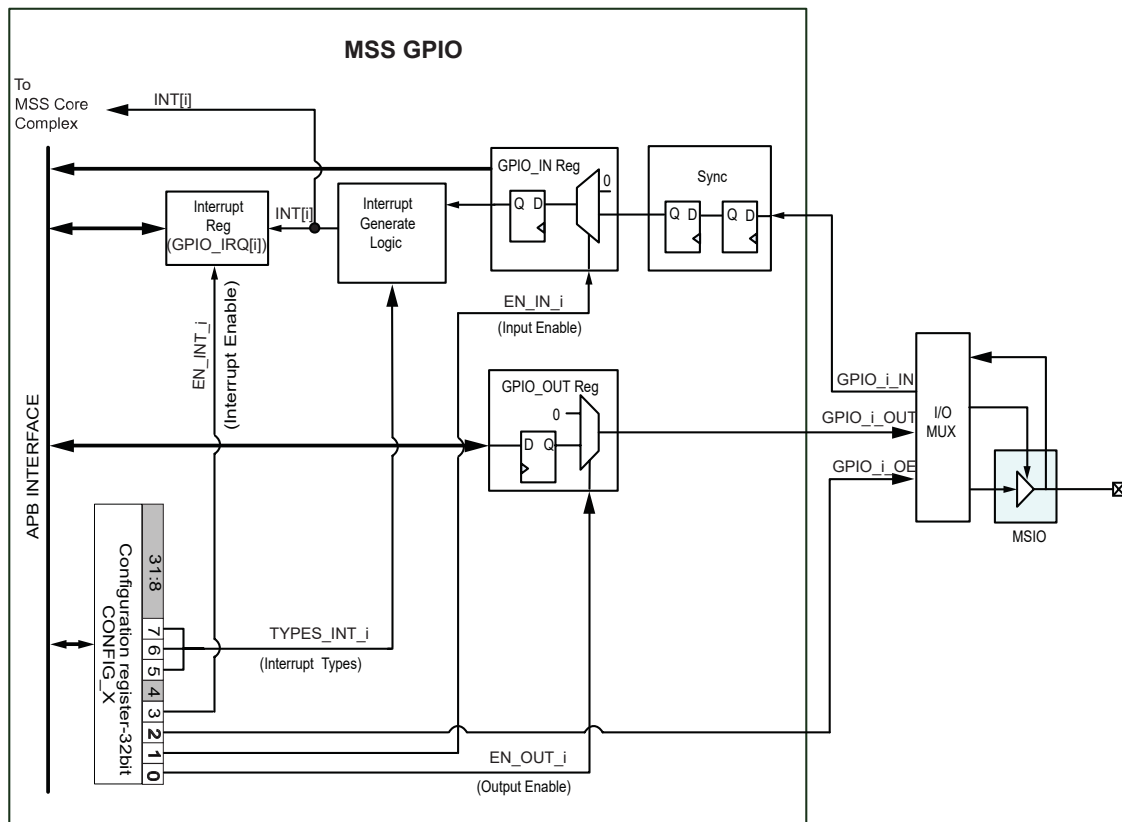 MSS GPIO
To
MSS Core
Complex
INT[i]
GPIO_IN Reg
0
Q D
Sync
Q D
Q D
Interrupt
Reg
(GPIO_IRQ[i])
INT[i]
Interrupt
Generate
Logic
EN_INT_i
(Interrupt Enable)
EN_IN_i
(Input Enable)
GPIO_OUT Reg
0
D Q
GPIO_i_IN
GPIO_i_OUT
GPIO_i_OE
I/O
MUX
MSIO
APB INTERFACE
Configuration register-32bit
CONFIG_X
31:8
7
6
5
4
3
2
1
0
TYPES_INT_i
(Interrupt Types)
EN_OUT_i
(Output Enable)